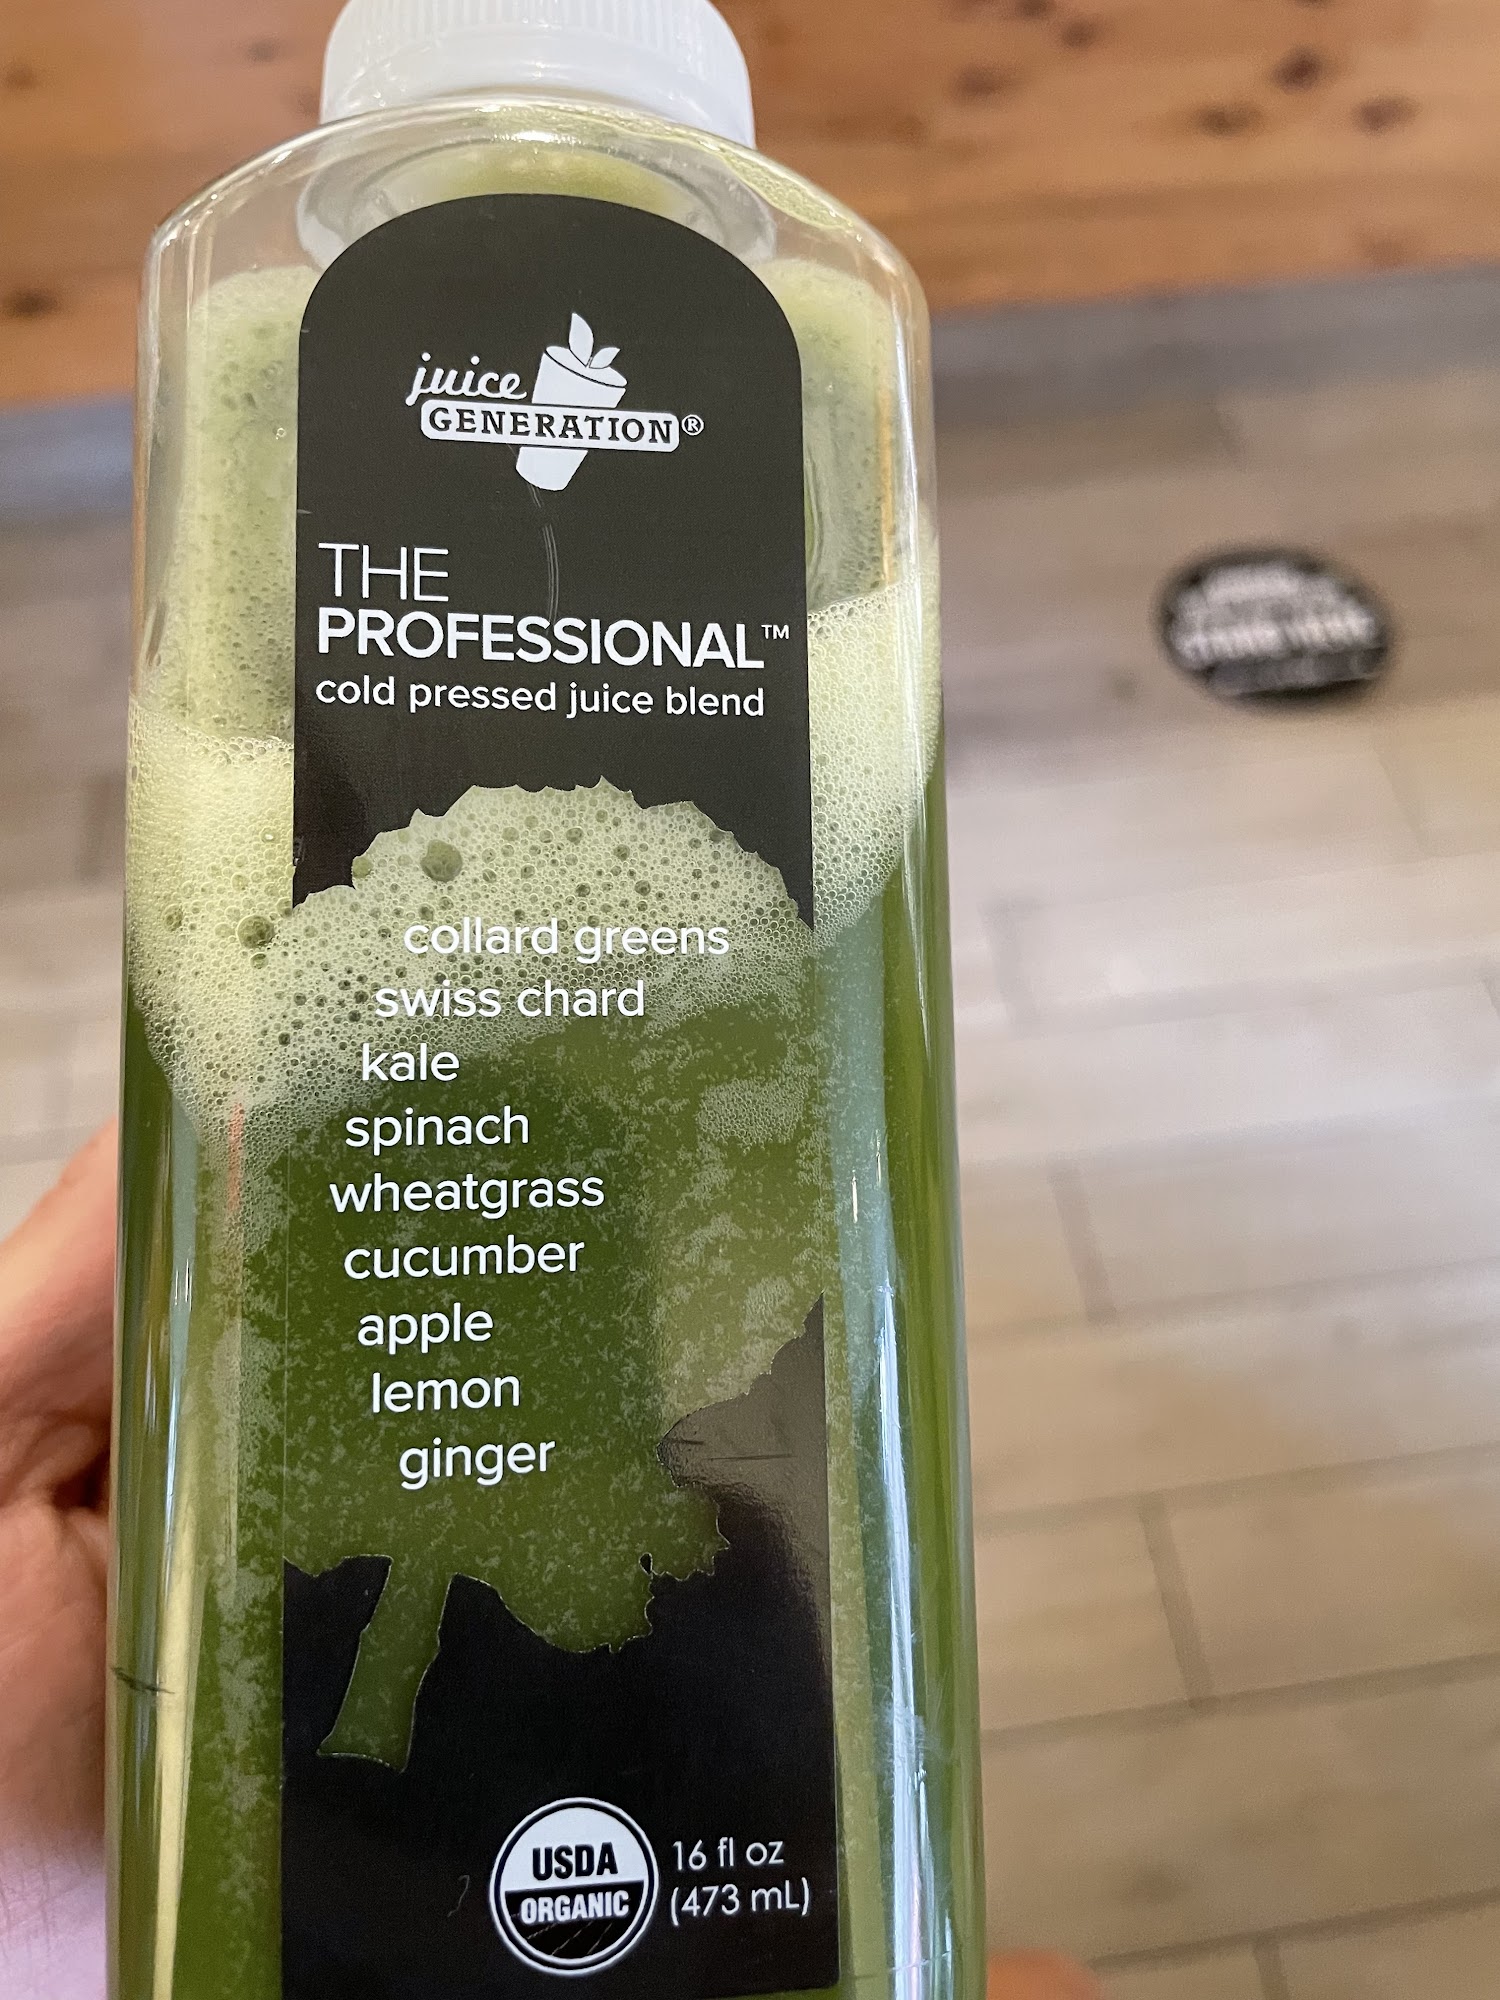 juice
GENERATION®
THE
PROFESSIONAL™
cold pressed juice blend
collard greens
swiss chard
kale
spinach
wheatgrass
cucumber
apple
lemon
ginger
USDA
ORGANIC
16 fl oz
(473 mL)